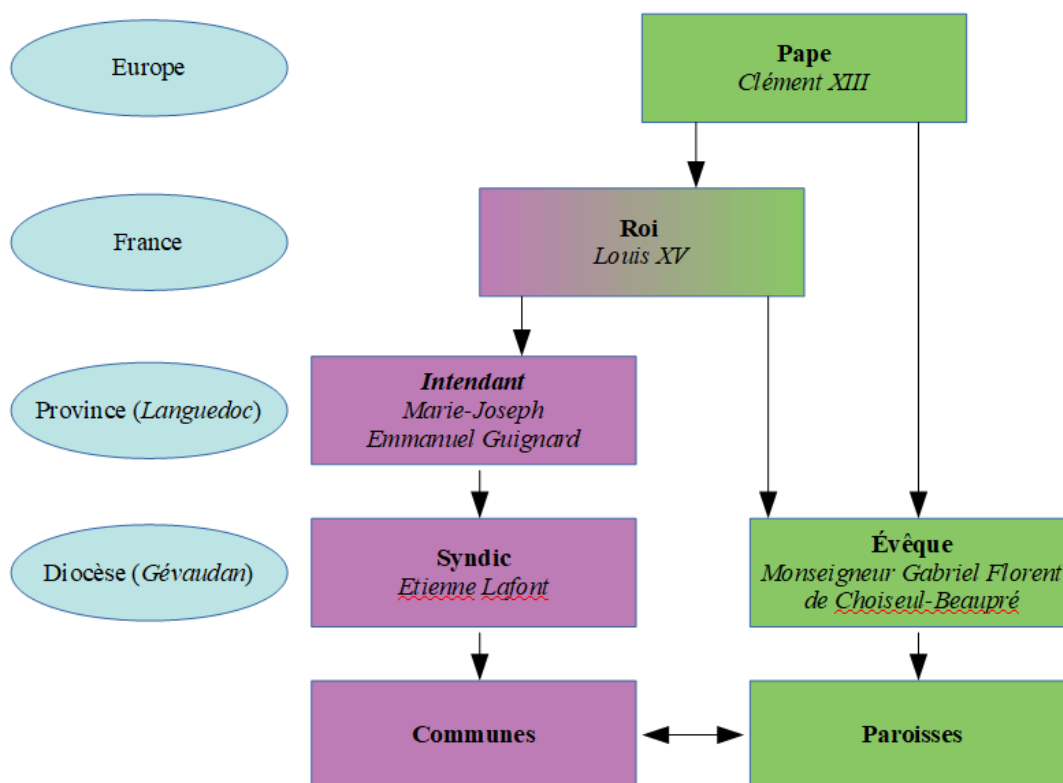 Europe
Pape
Clément XIII
France
Roi
Louis XV
Province (Languedoc)
Intendant
Marie-Joseph
Emmanuel Guignard
Diocèse (Gévaudan)
Syndic
Etienne Lafont
Évêque
Monseigneur Gabriel Florent
de Choiseul-Beaupré
Communes
Paroisses